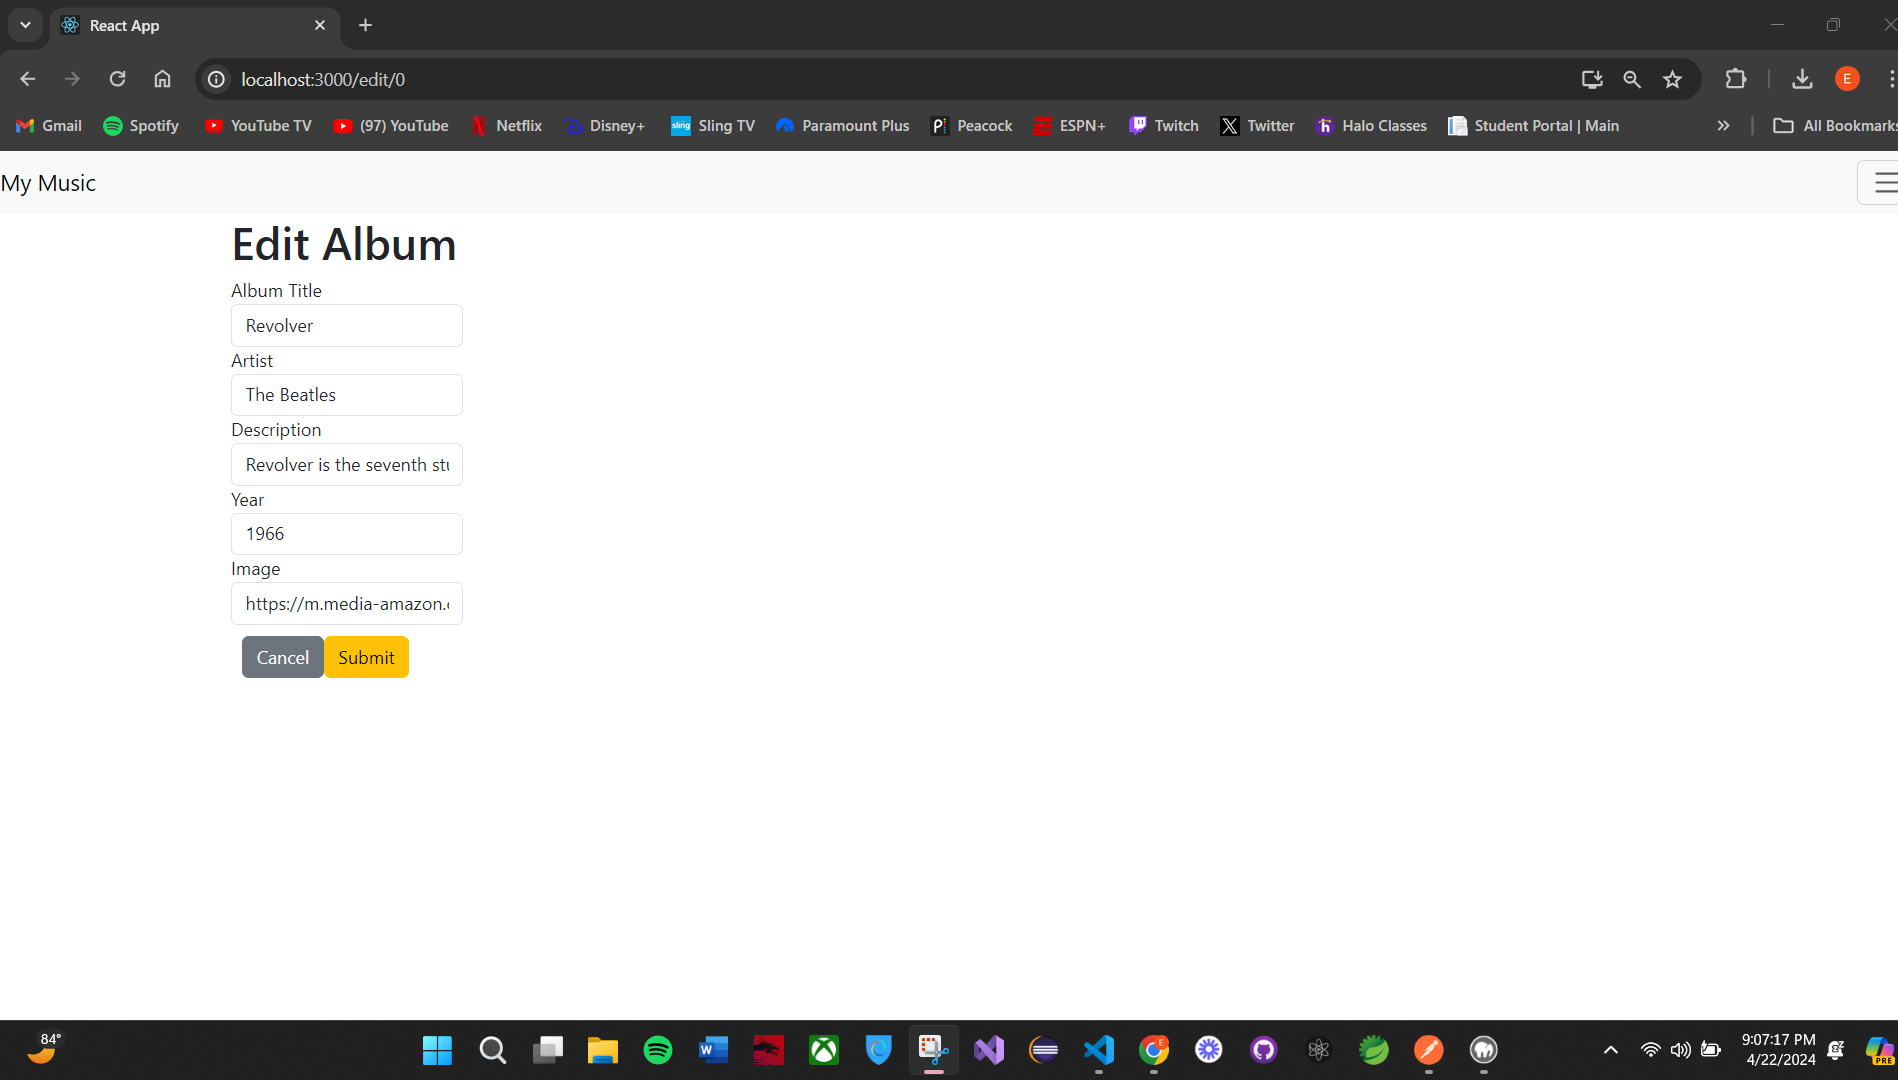 React App
localhost:3000/edit/0
E
Gmail Spotify YouTube TV (97) YouTube Netflix Disney+ sling Sling TV Paramount Plus Peacock ESPN+ Twitch Twitter Halo Classes Student Portal | Main All Bookmarks
My Music
Edit Album
Album Title
Revolver
Artist
The Beatles
Description
Revolver is the seventh stu
Year
1966
Image
https://m.media-amazon.
Cancel Submit
84°
9:07:17 PM
4/22/2024
PRE